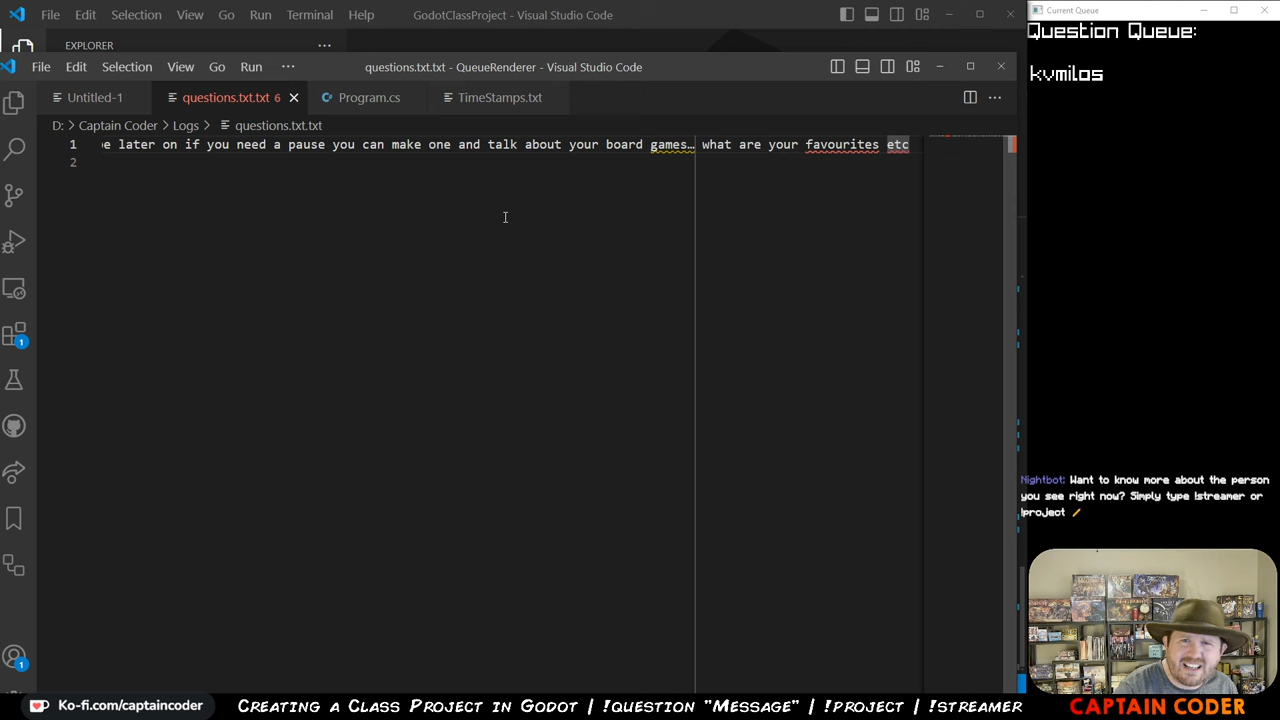 File Edit Selection View Go Run Terminal Help GodotClassProject - Visual Studio Code
Current Queue
EXPLORER
Question Queue:
File Edit Selection View Go Run questions.txt.txt - QueueRenderer - Visual Studio Code
kvmilos
Untitled-1 questions.txt.txt 6 Program.cs TimeStamps.txt
D: > Captain Coder > Logs > questions.txt.txt
1 later on if you need a pause you can make one and talk about your board games… what are your favourites etc
2
1
Nightbot: Want to know more about the person
you see right now? Simply type !streamer or
!project
1
Ko-fi.com/captaincoder
Creating a Class Project in Godot | !question "Message" | !project | !streamer
CAPTAIN CODER